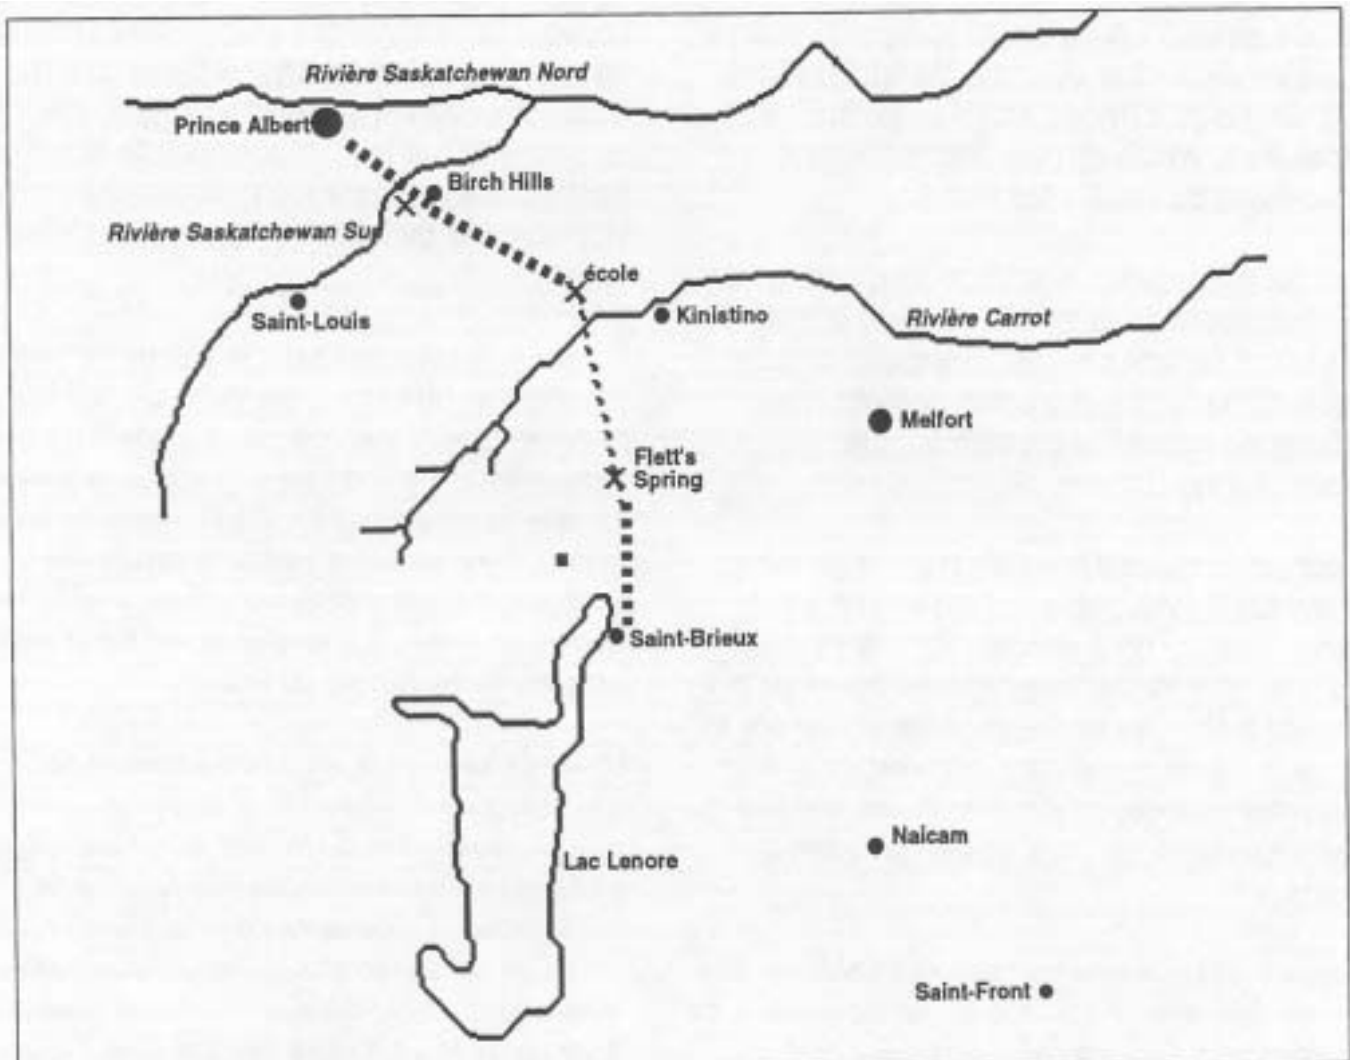 Rivière Saskatchewan Nord
Prince Albert
Birch Hills
Rivière Saskatchewan Sud
école
Saint-Louis
Kinistino
Rivière Carrot
Melfort
Flett's
Spring
Saint-Brieux
Lac Lenore
Naicam
Saint-Front